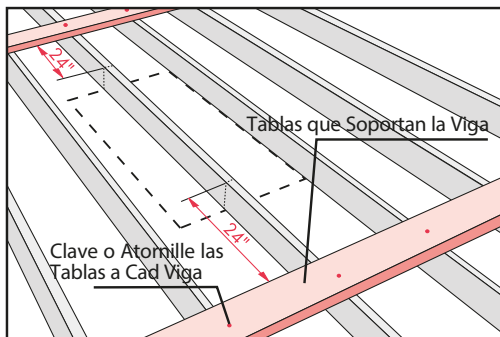 24"
Tablas que Soportan la Viga
24"
Clave o Atornille las
Tablas a Cad Viga